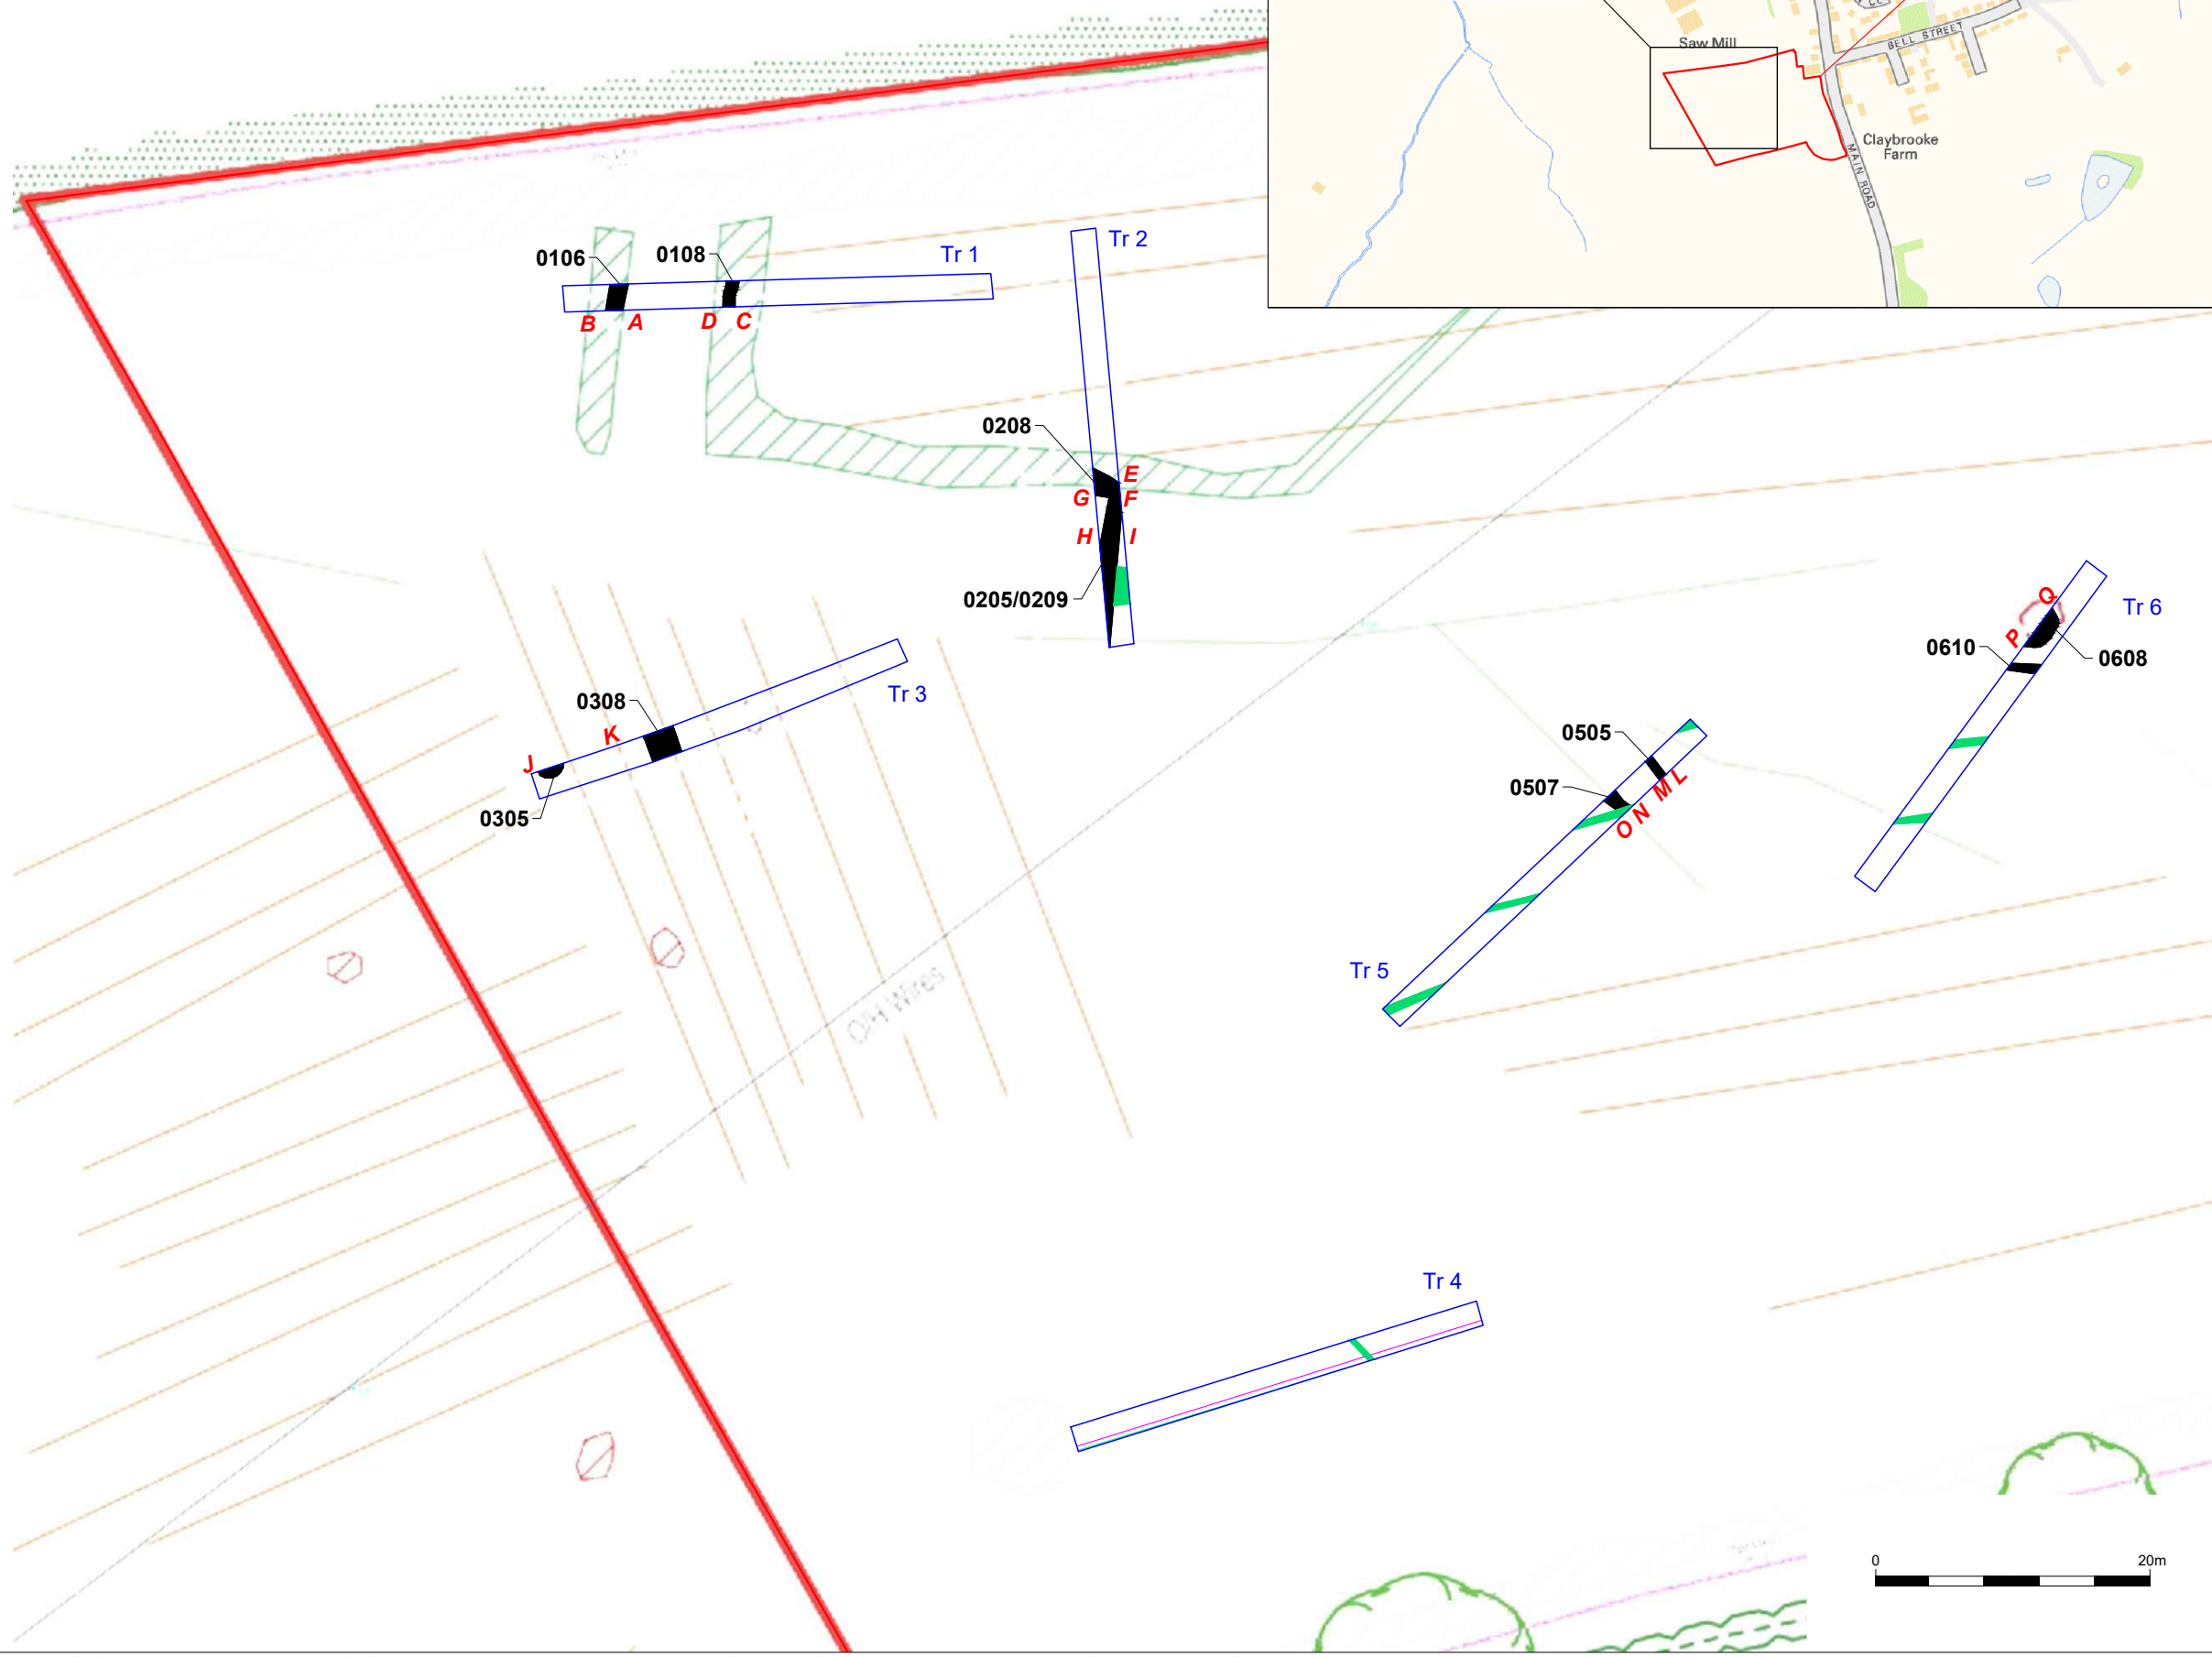 Saw Mill
BELL STREET
Claybrooke
Farm
MAIN ROAD
0106
0108
Tr 1
Tr 2
B
A
D
C
0208
E
G
F
H
I
0205/0209
Tr 6
Q
P
0610
0608
Tr 3
0308
K
J
0305
0505
0507
L
M
N
O
Tr 5
O/H Wires
Tr 4
0
20m